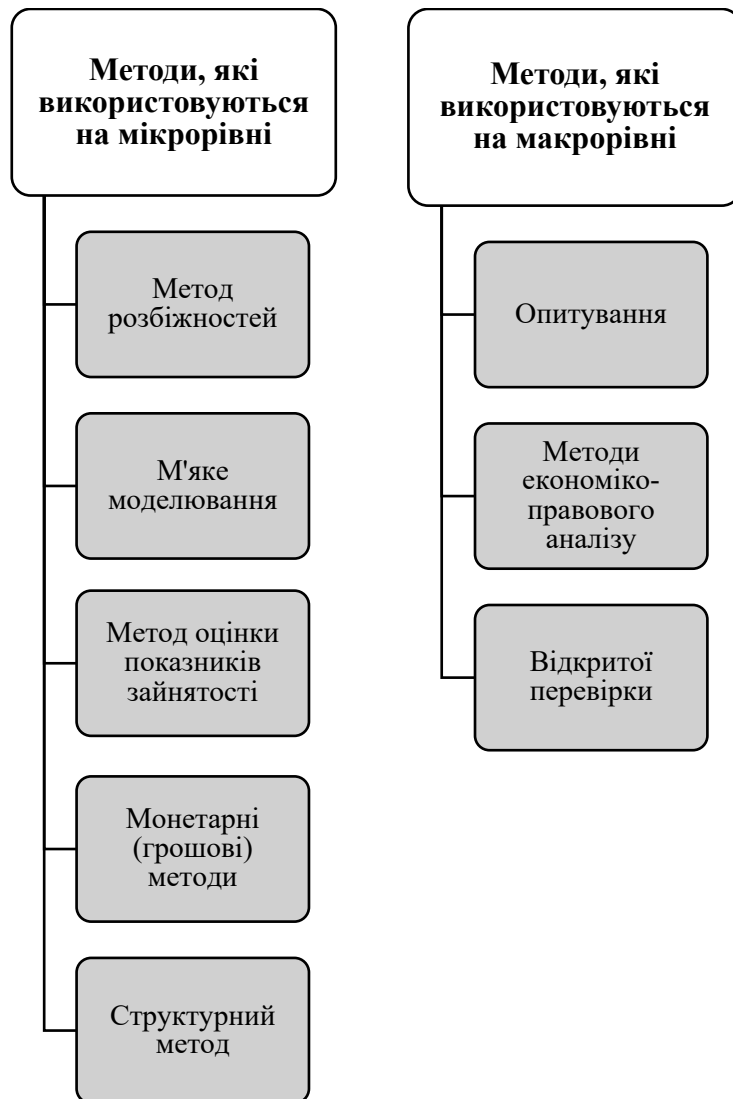 Методи, які
використовуються
на мікрорівні
Метод
розбіжностей
М'яке
моделювання
Метод оцінки
показників
зайнятості
Монетарні
(грошові)
методи
Структурний
метод
Методи, які
використовуються
на макрорівні
Опитування
Методи
економіко-
правового
аналізу
Відкритої
перевірки